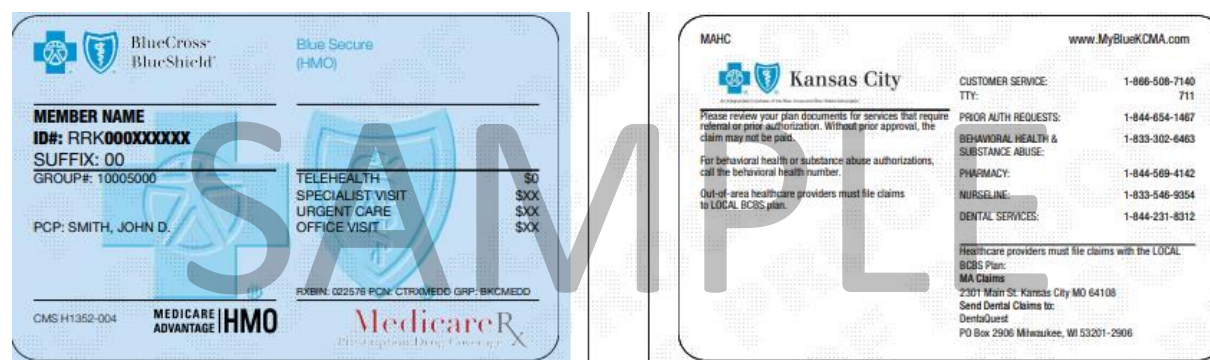 BlueCross
BlueShield
Blue Secure
(HMO)
MEMBER NAME
ID#: RRK000XXXXXX
SUFFIX: 00
GROUP#: 10005000
PCP: SMITH, JOHN D.
TELEHEALTH $0
SPECIALIST VISIT $XX
URGENT CARE $XX
OFFICE VISIT $XX
RXBIN: 022576 PCN: CTRXMEDD GRP: BKCMEDD
CMS H1352-004
MEDICARE
ADVANTAGE HMO
MedicareRx
Prescription Drug Coverage
MAHC
www.MyBlueKCMA.com
Kansas City
Please review your plan documents for services that require
referral or prior authorization. Without prior approval, the
claim may not be paid.
For behavioral health or substance abuse authorizations,
call the behavioral health number.
Out-of-area healthcare providers must file claims
to LOCAL BCBS plan.
CUSTOMER SERVICE: 1-866-508-7140
TTY: 711
PRIOR AUTH REQUESTS: 1-844-654-1467
BEHAVIORAL HEALTH & 1-833-302-6463
SUBSTANCE ABUSE:
PHARMACY: 1-844-569-4142
NURSELINE: 1-833-546-9354
DENTAL SERVICES: 1-844-231-8312
Healthcare providers must file claims with the LOCAL
BCBS Plan:
MA Claims
2301 Main St. Kansas City MO 64108
Send Dental Claims to:
DentaQuest
PO Box 2906 Milwaukee, WI 53201-2906
SAMPLE